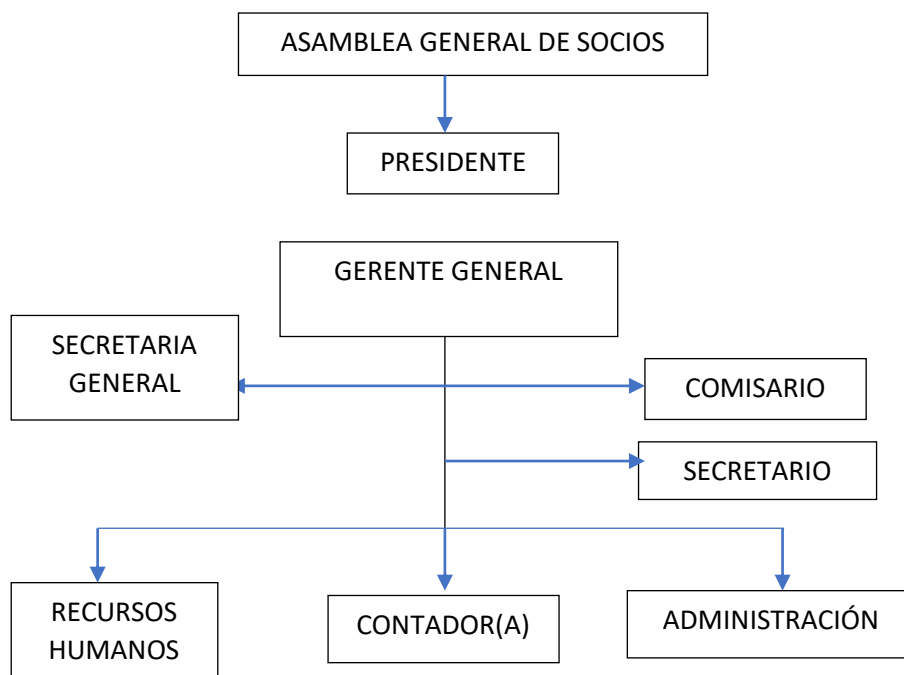 ASAMBLEA GENERAL DE SOCIOS
PRESIDENTE
GERENTE GENERAL
SECRETARIA
GENERAL
COMISARIO
SECRETARIO
RECURSOS
HUMANOS
CONTADOR(A)
ADMINISTRACIÓN